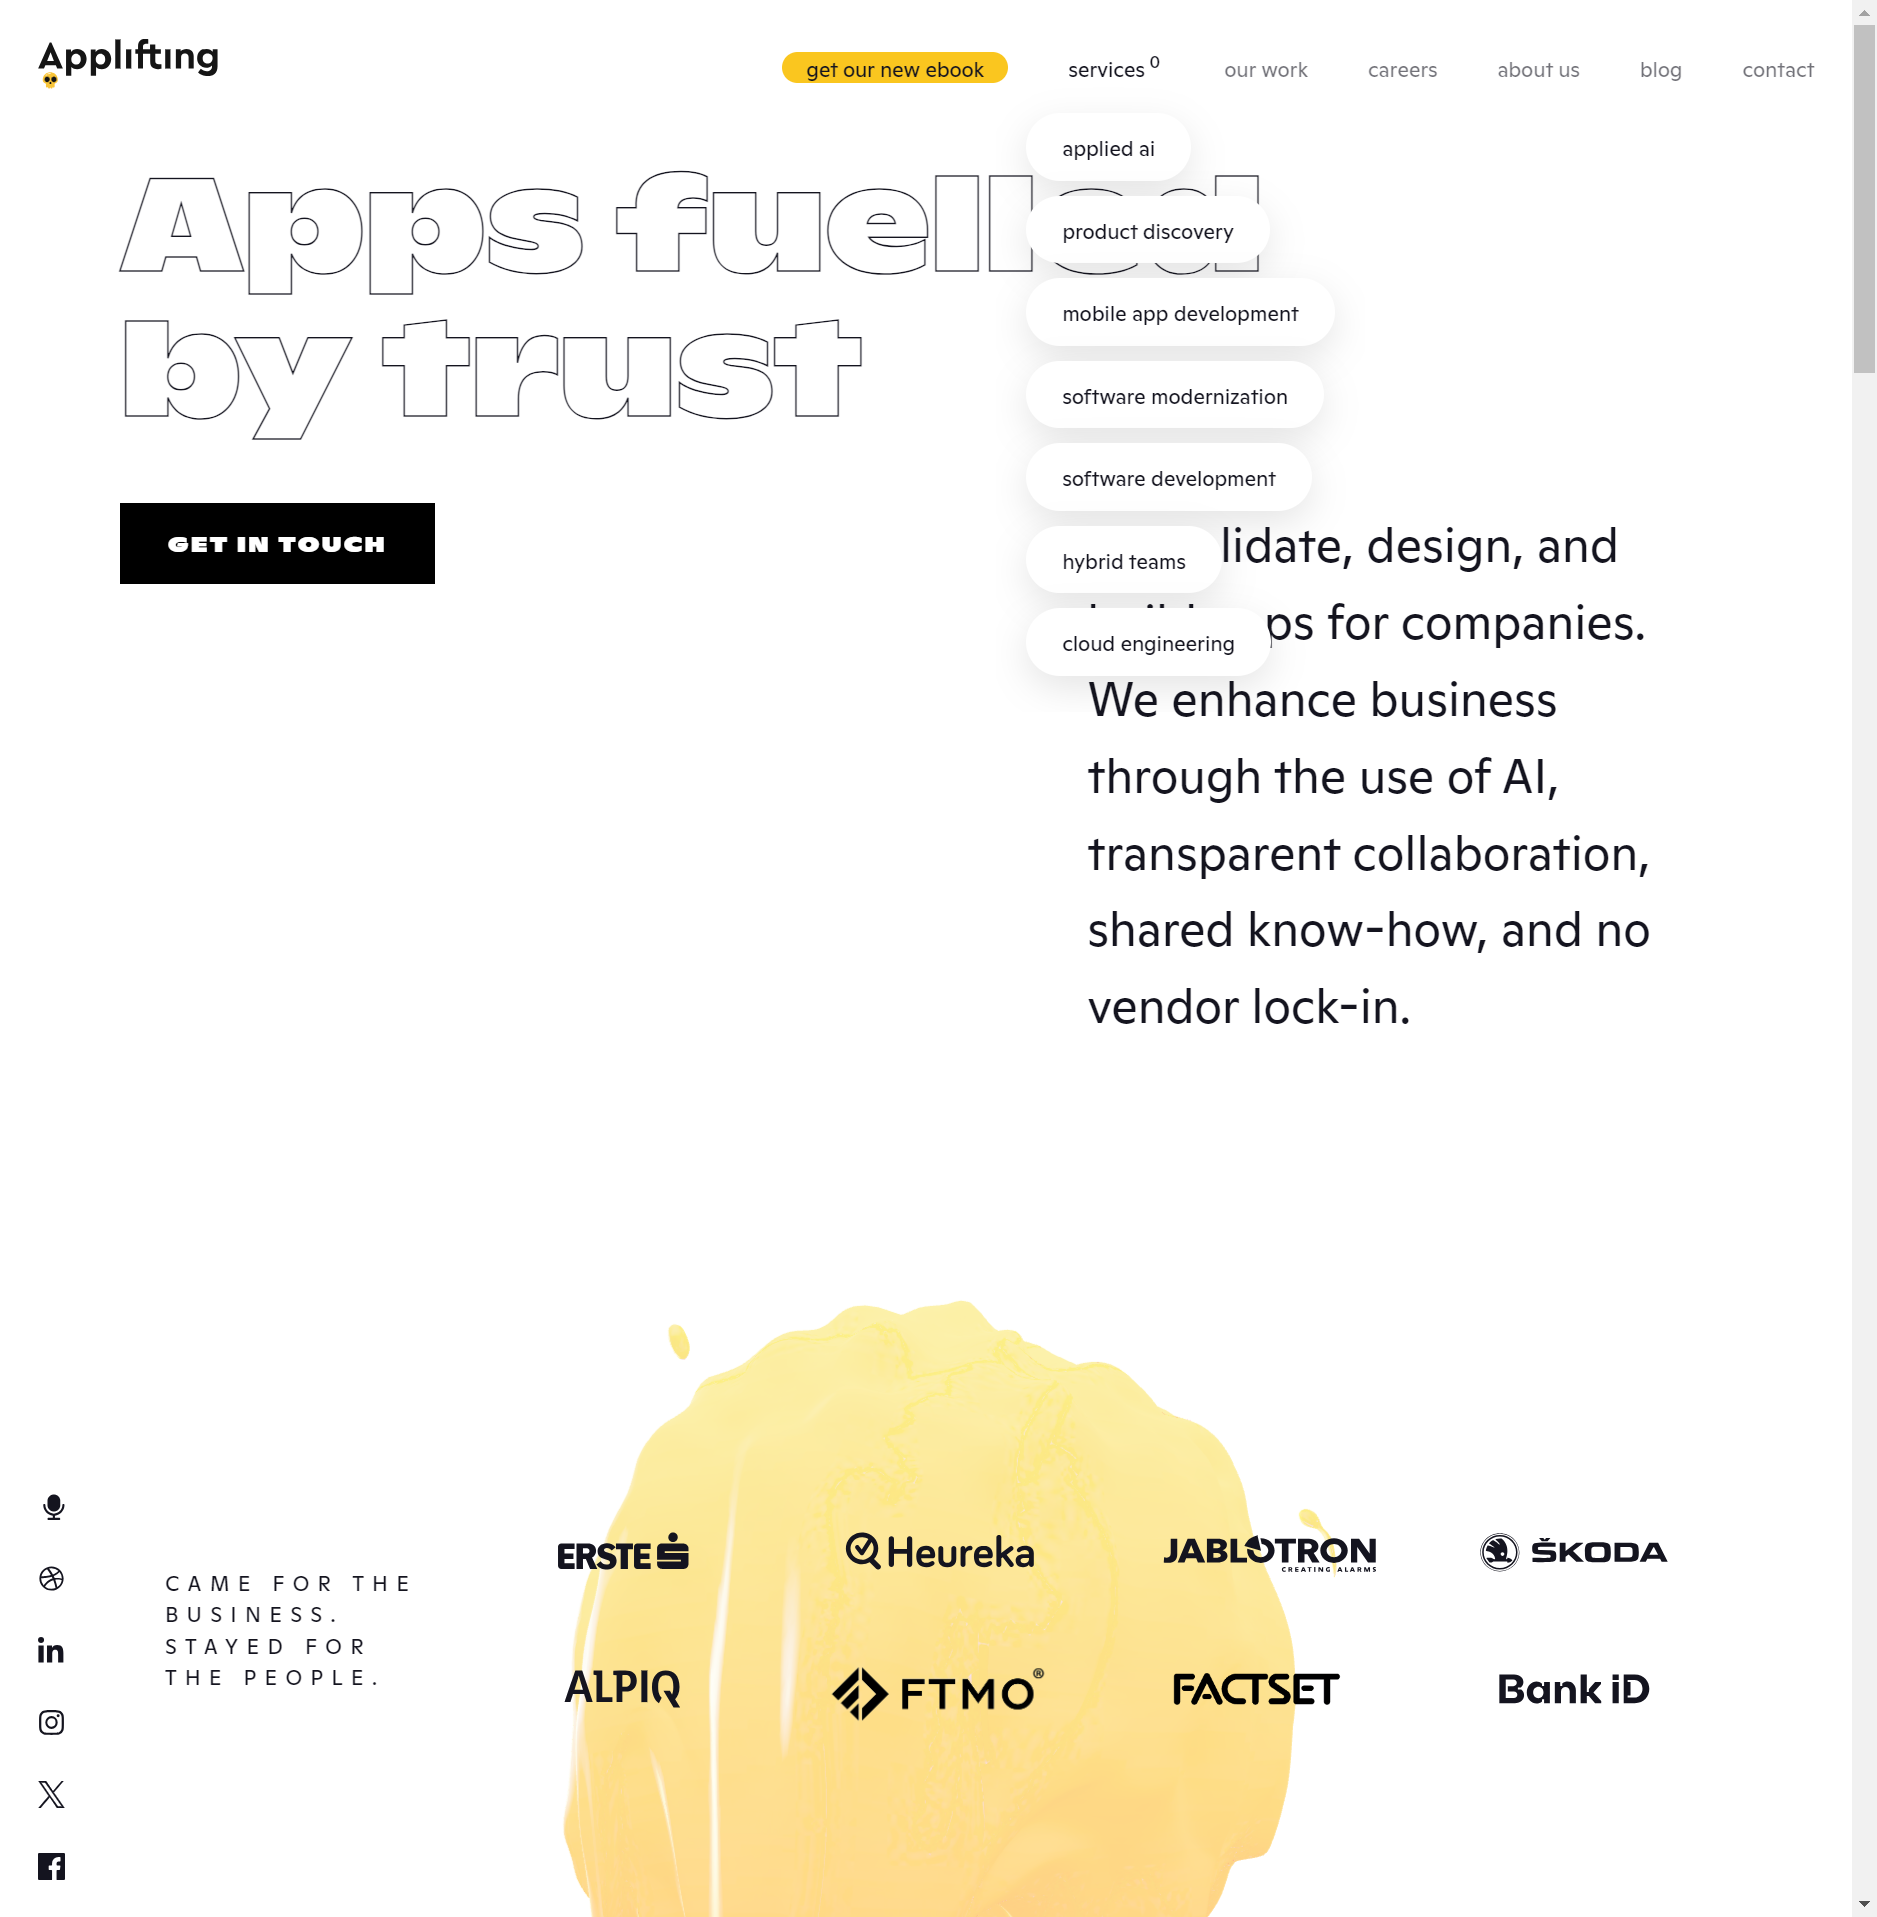 Applifting
get our new ebook
services 0
our work
careers
about us
blog
contact
applied ai
product discovery
mobile app development
software modernization
software development
hybrid teams
cloud engineering
Apps fuelled
by trust
GET IN TOUCH
lidate, design, and
ps for companies.
We enhance business
through the use of AI,
transparent collaboration,
shared know-how, and no
vendor lock-in.
CAME FOR THE
BUSINESS.
STAYED FOR
THE PEOPLE.
ERSTE
Heureka
JABLOTRON
CREATING ALARMS
ŠKODA
ALPIQ
FTMO®
FACTSET
Bank iD